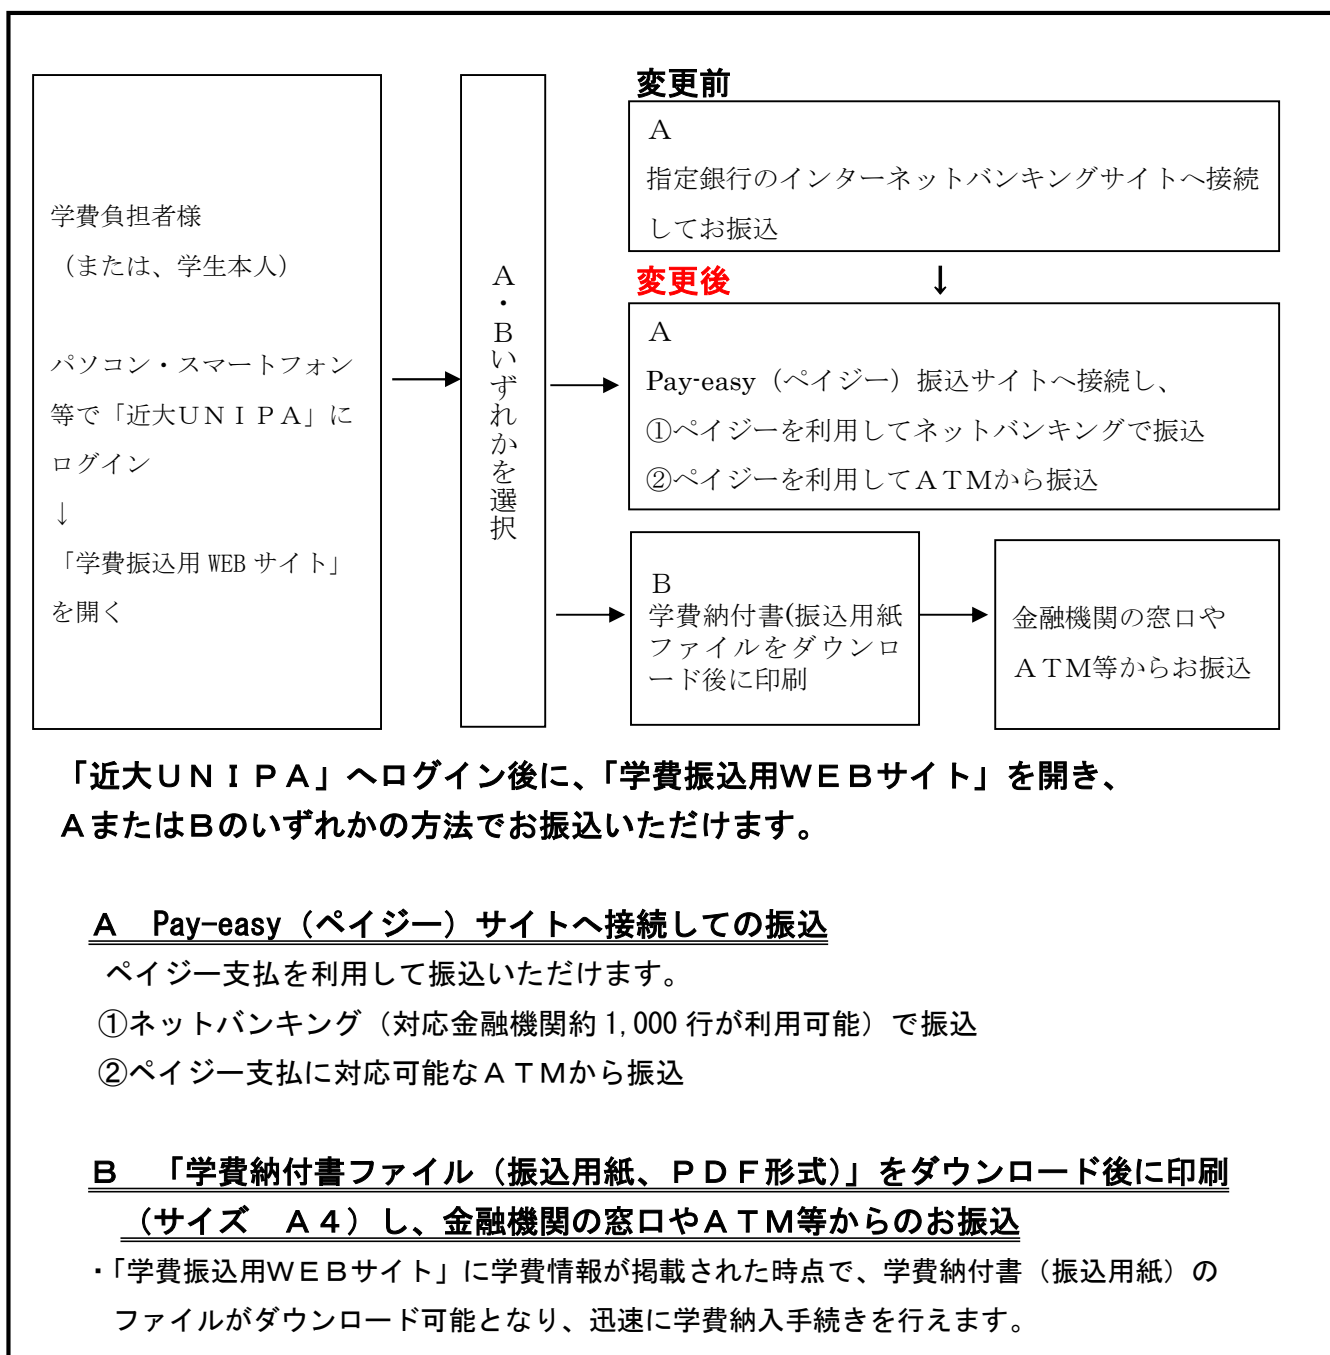 学費負担者様
（または、学生本人）
パソコン・スマートフォン
等で「近大ＵＮＩＰＡ」に
ログイン
↓
「学費振込用 WEB サイト」
を開く
Ａ・Ｂいずれかを選択
変更前
Ａ
指定銀行のインターネットバンキングサイトへ接続
してお振込
変更後　↓
Ａ
Pay-easy（ペイジー）振込サイトへ接続し、
①ペイジーを利用してネットバンキングで振込
②ペイジーを利用してＡＴＭから振込
Ｂ
学費納付書(振込用紙
ファイルをダウンロ
ード後に印刷
金融機関の窓口や
ＡＴＭ等からお振込
「近大ＵＮＩＰＡ」へログイン後に、「学費振込用ＷＥＢサイト」を開き、
ＡまたはＢのいずれかの方法でお振込いただけます。
Ａ　Pay-easy（ペイジー）サイトへ接続しての振込
ペイジー支払を利用して振込いただけます。
①ネットバンキング（対応金融機関約 1,000 行が利用可能）で振込
②ペイジー支払に対応可能なＡＴＭから振込
Ｂ　「学費納付書ファイル（振込用紙、ＰＤＦ形式）」をダウンロード後に印刷
（サイズ　Ａ４）し、金融機関の窓口やＡＴＭ等からのお振込
・「学費振込用ＷＥＢサイト」に学費情報が掲載された時点で、学費納付書（振込用紙）の
ファイルがダウンロード可能となり、迅速に学費納入手続きを行えます。